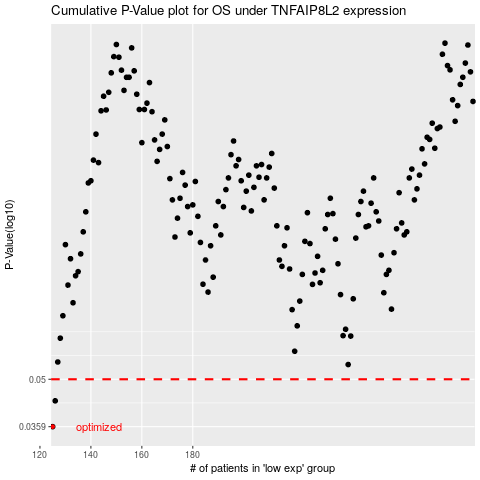 Cumulative P-Value plot for OS under TNFAIP8L2 expression
P-Value(log10)
0.05
0.0359
optimized
120 140 160 180
# of patients in 'low exp' group